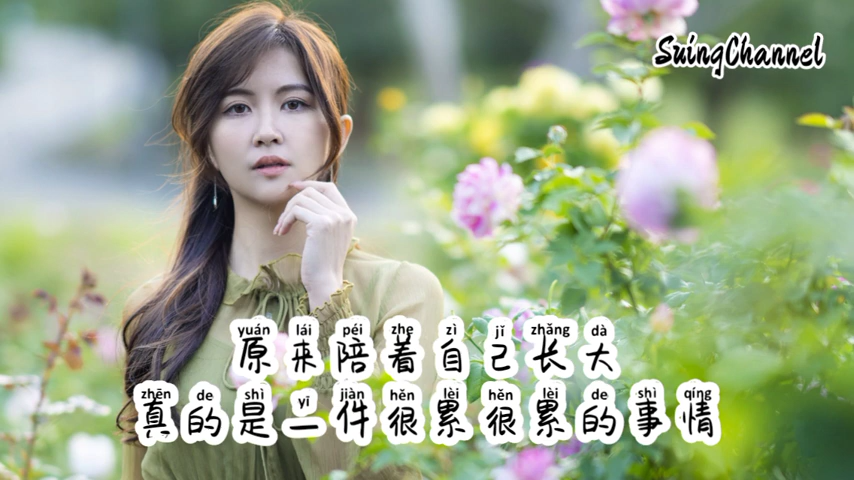 SuingChannel
yuán lái péi zhe zì jǐ zhǎng dà
原来陪着自己长大
zhēn de shì yī jiàn hěn lèi hěn lèi de shì qíng
真的是一件很累很累的事情